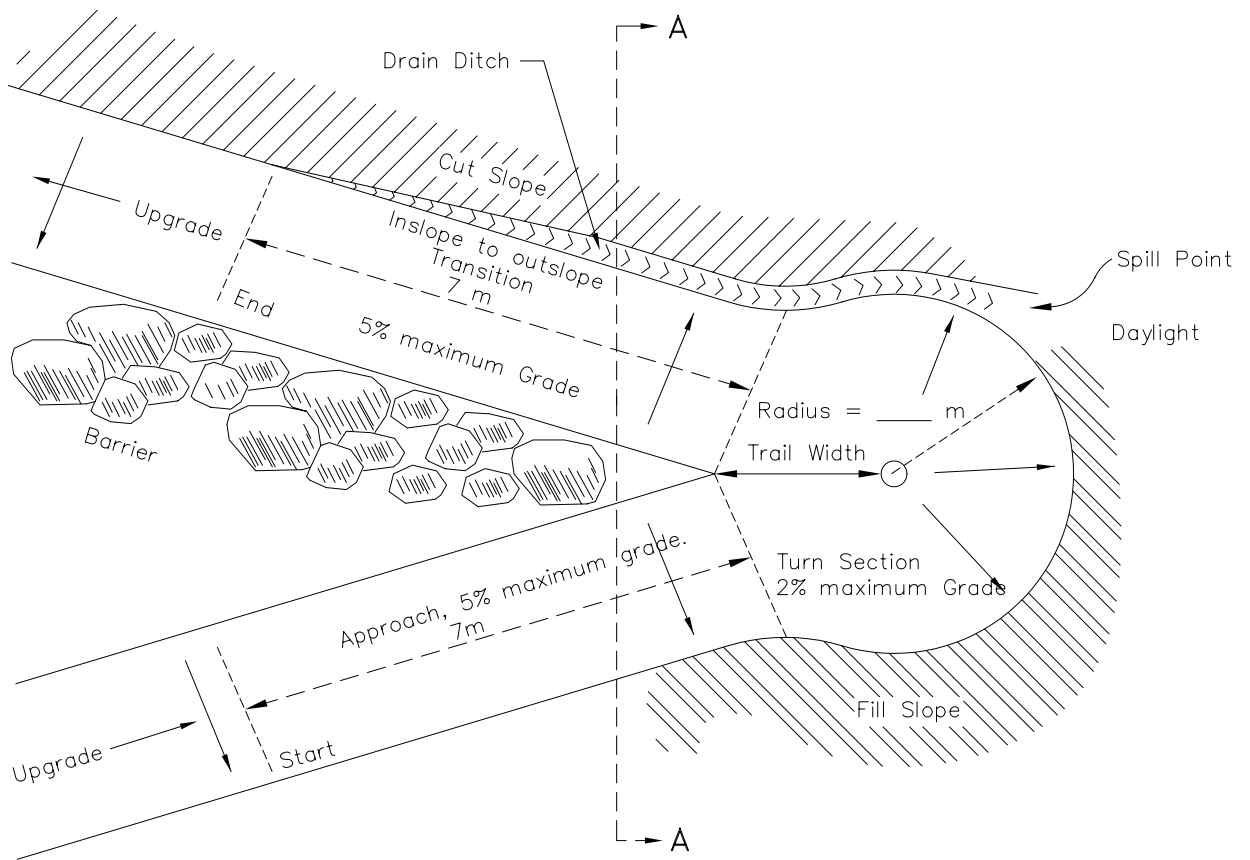 A
Drain Ditch
Cut Slope
Upgrade
Inslope to outslope
Transition
7 m
Spill Point
Daylight
End
5% maximum Grade
Radius = ____ m
Trail Width
Barrier
Approach, 5% maximum grade.
7m
Turn Section
2% maximum Grade
Fill Slope
Start
Upgrade
A